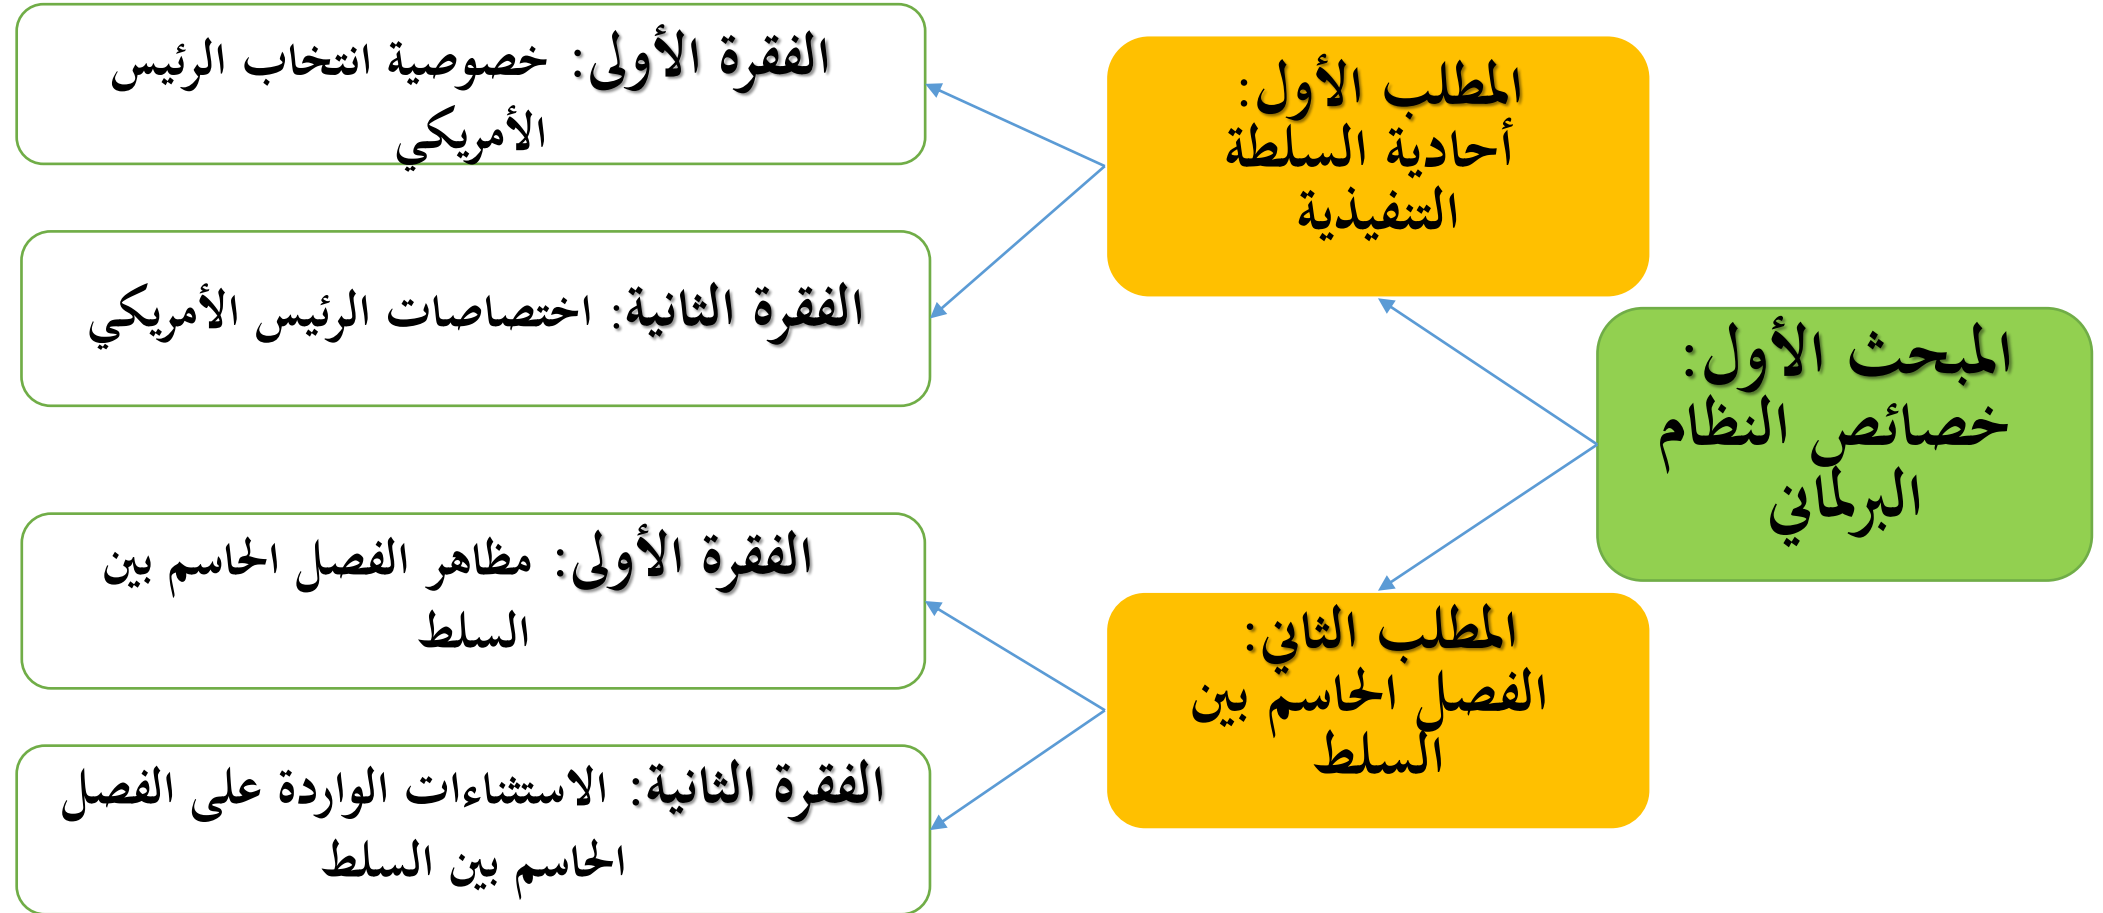 المبحث الأول:
خصائص النظام
البرلماني
المطلب الأول:
أحادية السلطة
التنفيذية
الفقرة الأولى: خصوصية انتخاب الرئيس
الأمريكي
الفقرة الثانية: اختصاصات الرئيس الأمريكي
المطلب الثاني:
الفصل الحاسم بين
السلط
الفقرة الأولى: مظاهر الفصل الحاسم بين
السلط
الفقرة الثانية: الاستثناءات الواردة على الفصل
الحاسم بين السلط